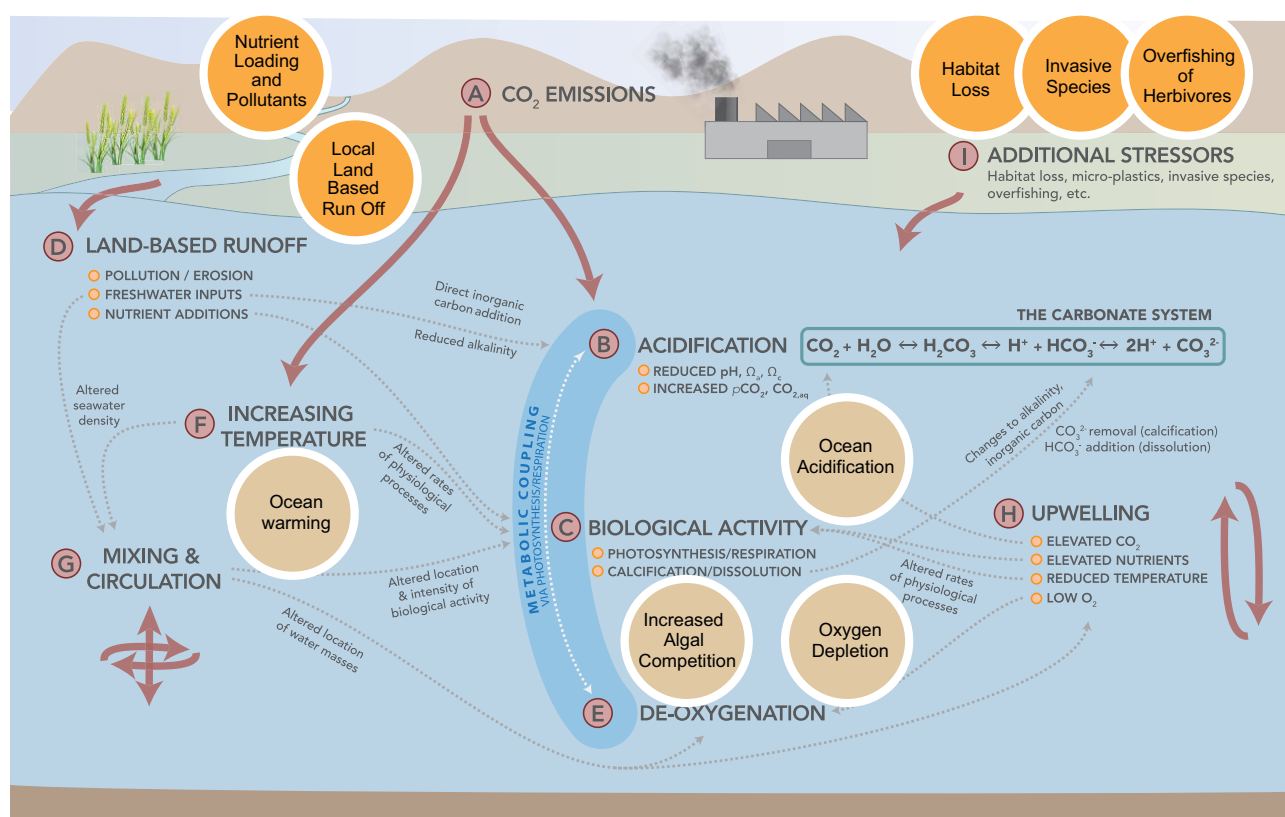 Nutrient
Loading
and
Pollutants
Local
Land
Based
Run Off
A CO₂ EMISSIONS
Habitat
Loss
Invasive
Species
Overfishing
of
Herbivores
I ADDITIONAL STRESSORS
Habitat loss, micro-plastics, invasive species,
overfishing, etc.
D LAND-BASED RUNOFF
POLLUTION / EROSION
FRESHWATER INPUTS
NUTRIENT ADDITIONS
Direct inorganic
carbon addition
Reduced alkalinity
THE CARBONATE SYSTEM
CO₂ + H₂O ↔ H₂CO₃ ↔ H⁺ + HCO₃⁻ ↔ 2H⁺ + CO₃²⁻
B ACIDIFICATION
REDUCED pH, Ωₐ, Ω꜀
INCREASED pCO₂, CO₂,aq
Altered
seawater
density
F INCREASING
TEMPERATURE
Ocean
warming
Altered rates
of physiological
processes
METABOLIC COUPLING
VIA PHOTOSYNTHESIS/RESPIRATION
Ocean
Acidification
Changes to alkalinity,
inorganic carbon
CO₃²⁻ removal (calcification)
HCO₃⁻ addition (dissolution)
C BIOLOGICAL ACTIVITY
PHOTOSYNTHESIS/RESPIRATION
CALCIFICATION/DISSOLUTION
H UPWELLING
ELEVATED CO₂
ELEVATED NUTRIENTS
REDUCED TEMPERATURE
LOW O₂
Altered rates
of physiological
processes
G MIXING &
CIRCULATION
Altered location
& intensity of
biological activity
Altered location
of water masses
Increased
Algal
Competition
Oxygen
Depletion
E DE-OXYGENATION